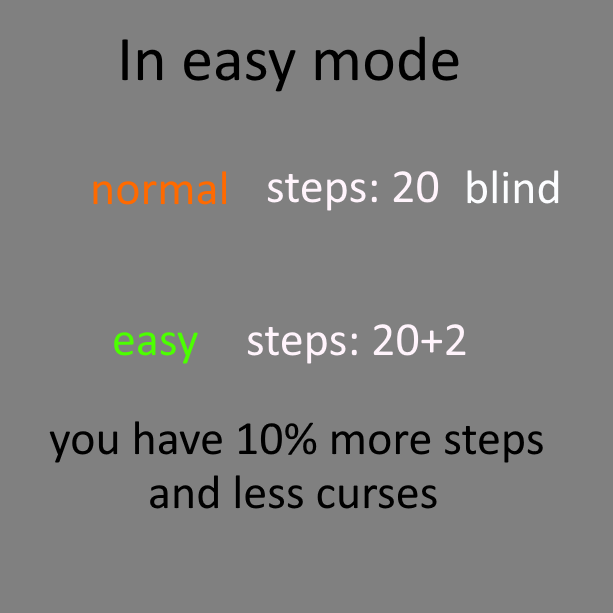 In easy mode
normal steps: 20 blind
easy steps: 20+2
you have 10% more steps
and less curses